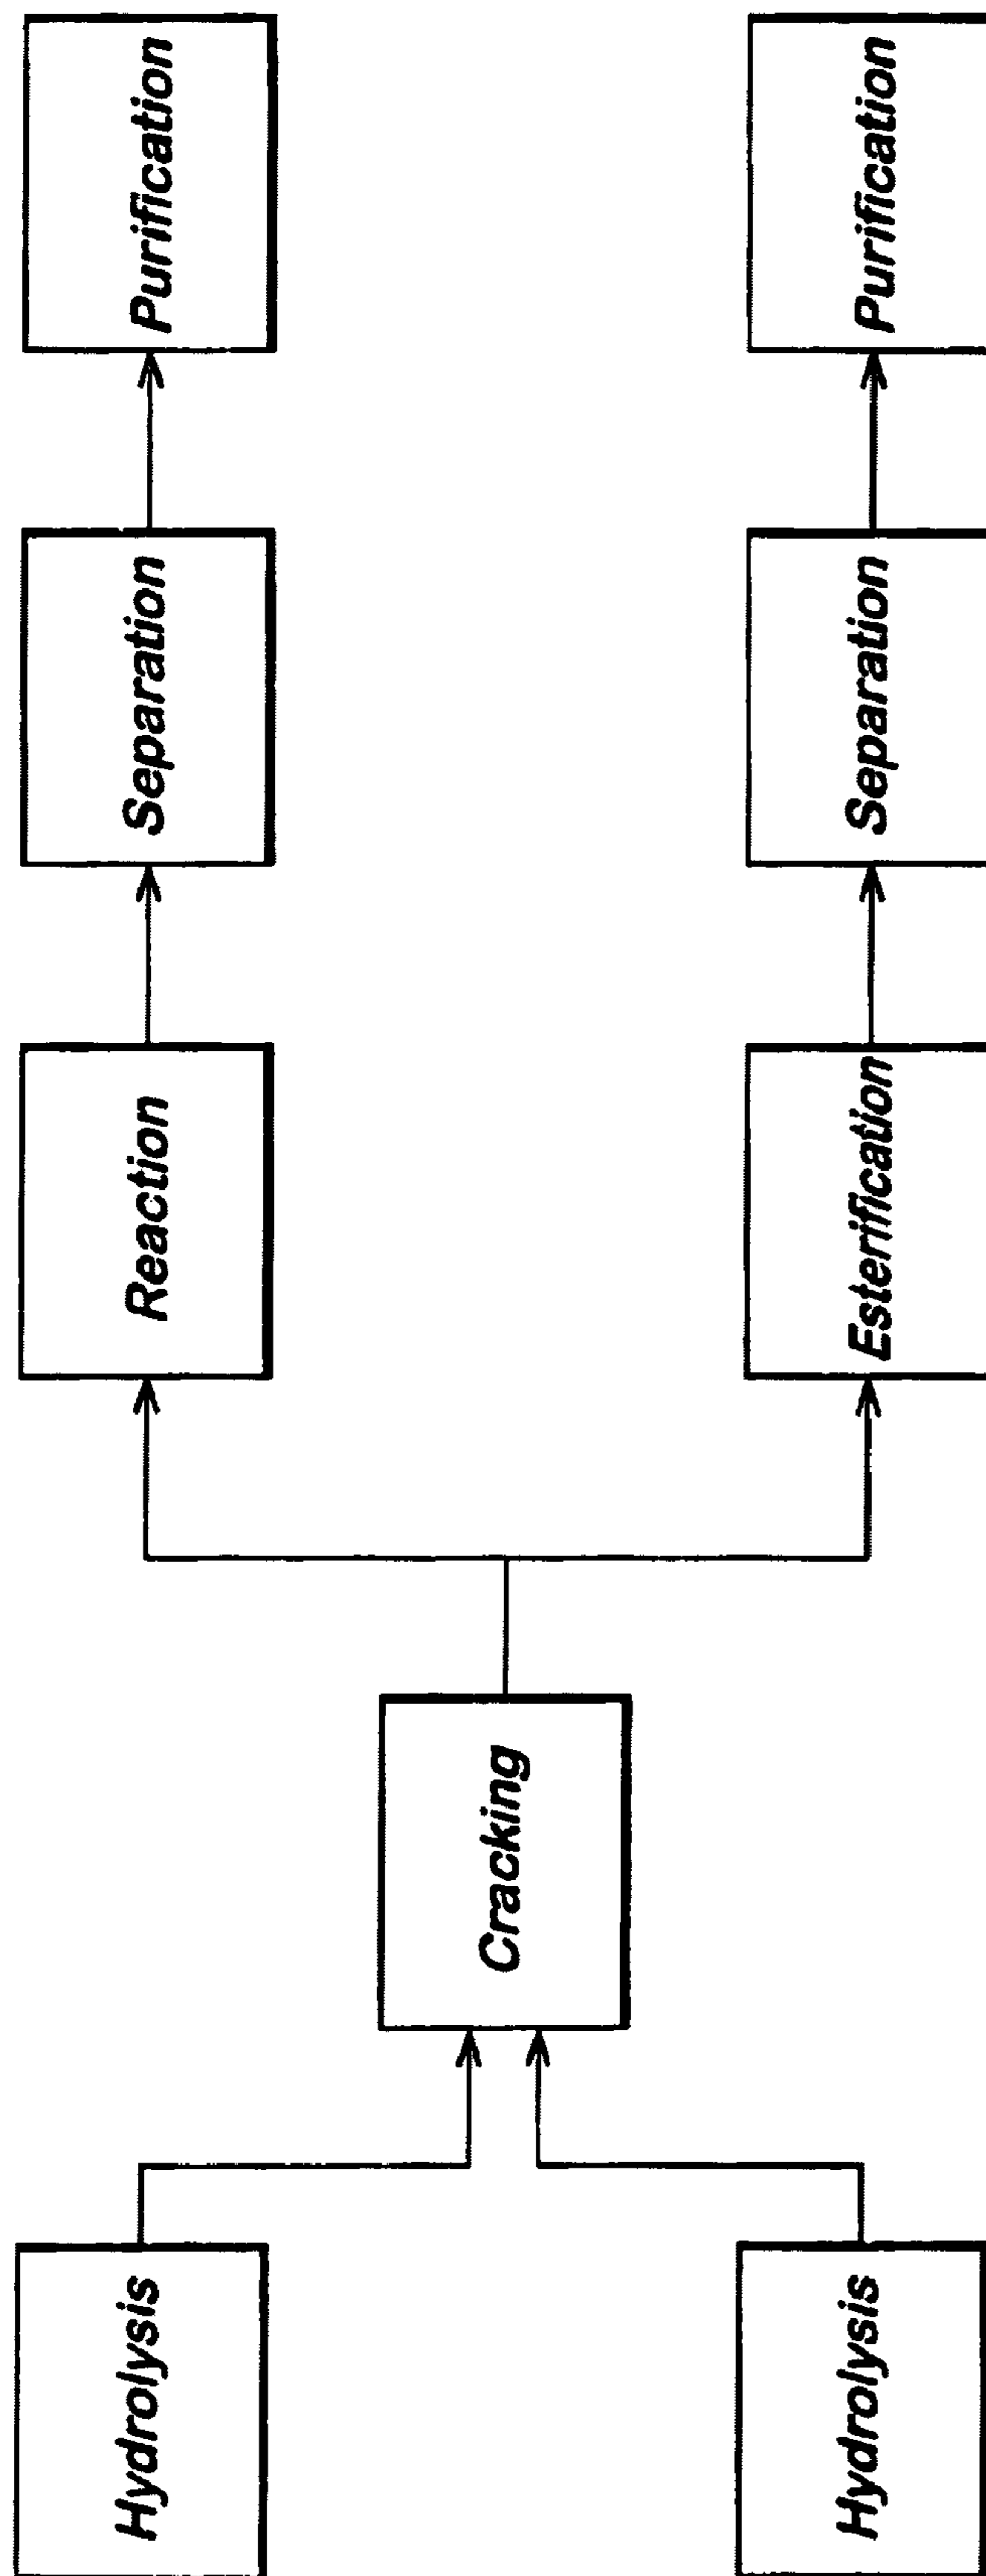 Hydrolysis
Hydrolysis
Cracking
Reaction
Esterification
Separation
Separation
Purification
Purification